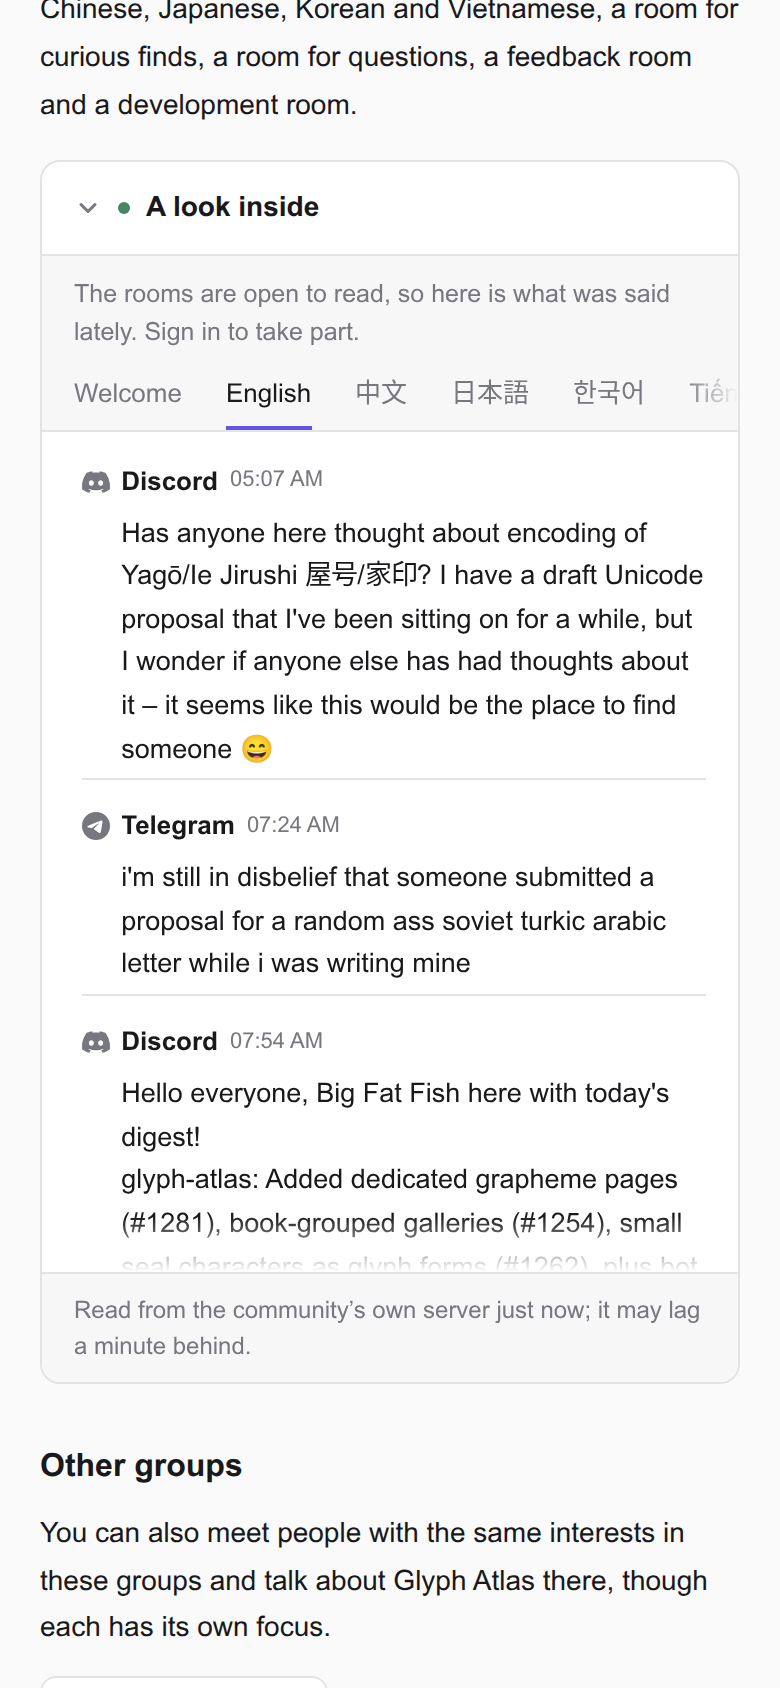 Chinese, Japanese, Korean and Vietnamese, a room for
curious finds, a room for questions, a feedback room
and a development room.
A look inside
The rooms are open to read, so here is what was said
lately. Sign in to take part.
Welcome English 中文 日本語 한국어 Tiến
Discord 05:07 AM
Has anyone here thought about encoding of
Yagō/Ie Jirushi 屋号/家印? I have a draft Unicode
proposal that I've been sitting on for a while, but
I wonder if anyone else has had thoughts about
it – it seems like this would be the place to find
someone 😄
Telegram 07:24 AM
i'm still in disbelief that someone submitted a
proposal for a random ass soviet turkic arabic
letter while i was writing mine
Discord 07:54 AM
Hello everyone, Big Fat Fish here with today's
digest!
glyph-atlas: Added dedicated grapheme pages
(#1281), book-grouped galleries (#1254), small
seal characters as glyph forms (#1262), plus bot
Read from the community’s own server just now; it may lag
a minute behind.
Other groups
You can also meet people with the same interests in
these groups and talk about Glyph Atlas there, though
each has its own focus.